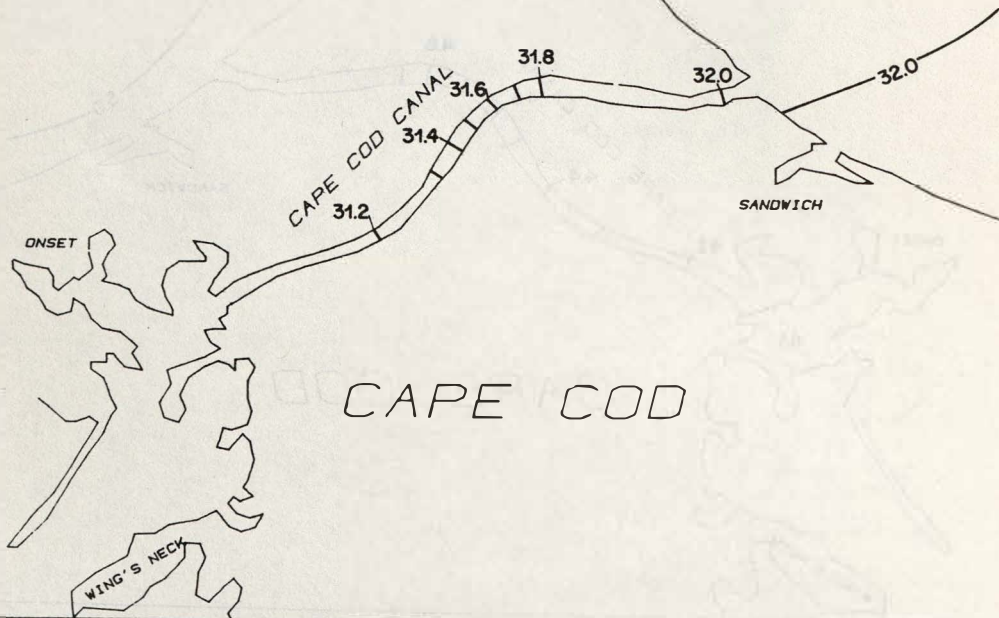 31.8
32.0
32.0
31.6
CAPE COD CANAL
31.4
31.2
SANDWICH
ONSET
CAPE COD
WING'S NECK